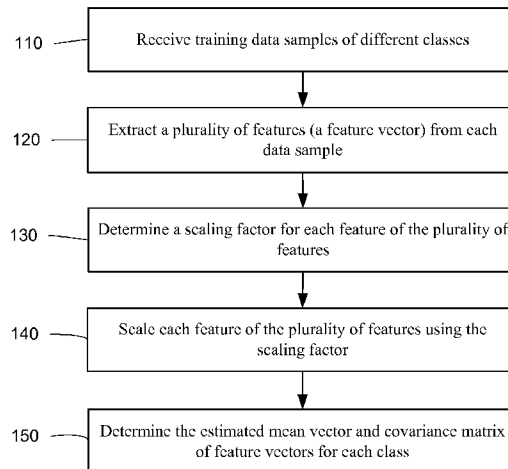 110
Receive training data samples of different classes
120
Extract a plurality of features (a feature vector) from each
data sample
130
Determine a scaling factor for each feature of the plurality of
features
140
Scale each feature of the plurality of features using the
scaling factor
150
Determine the estimated mean vector and covariance matrix
of feature vectors for each class